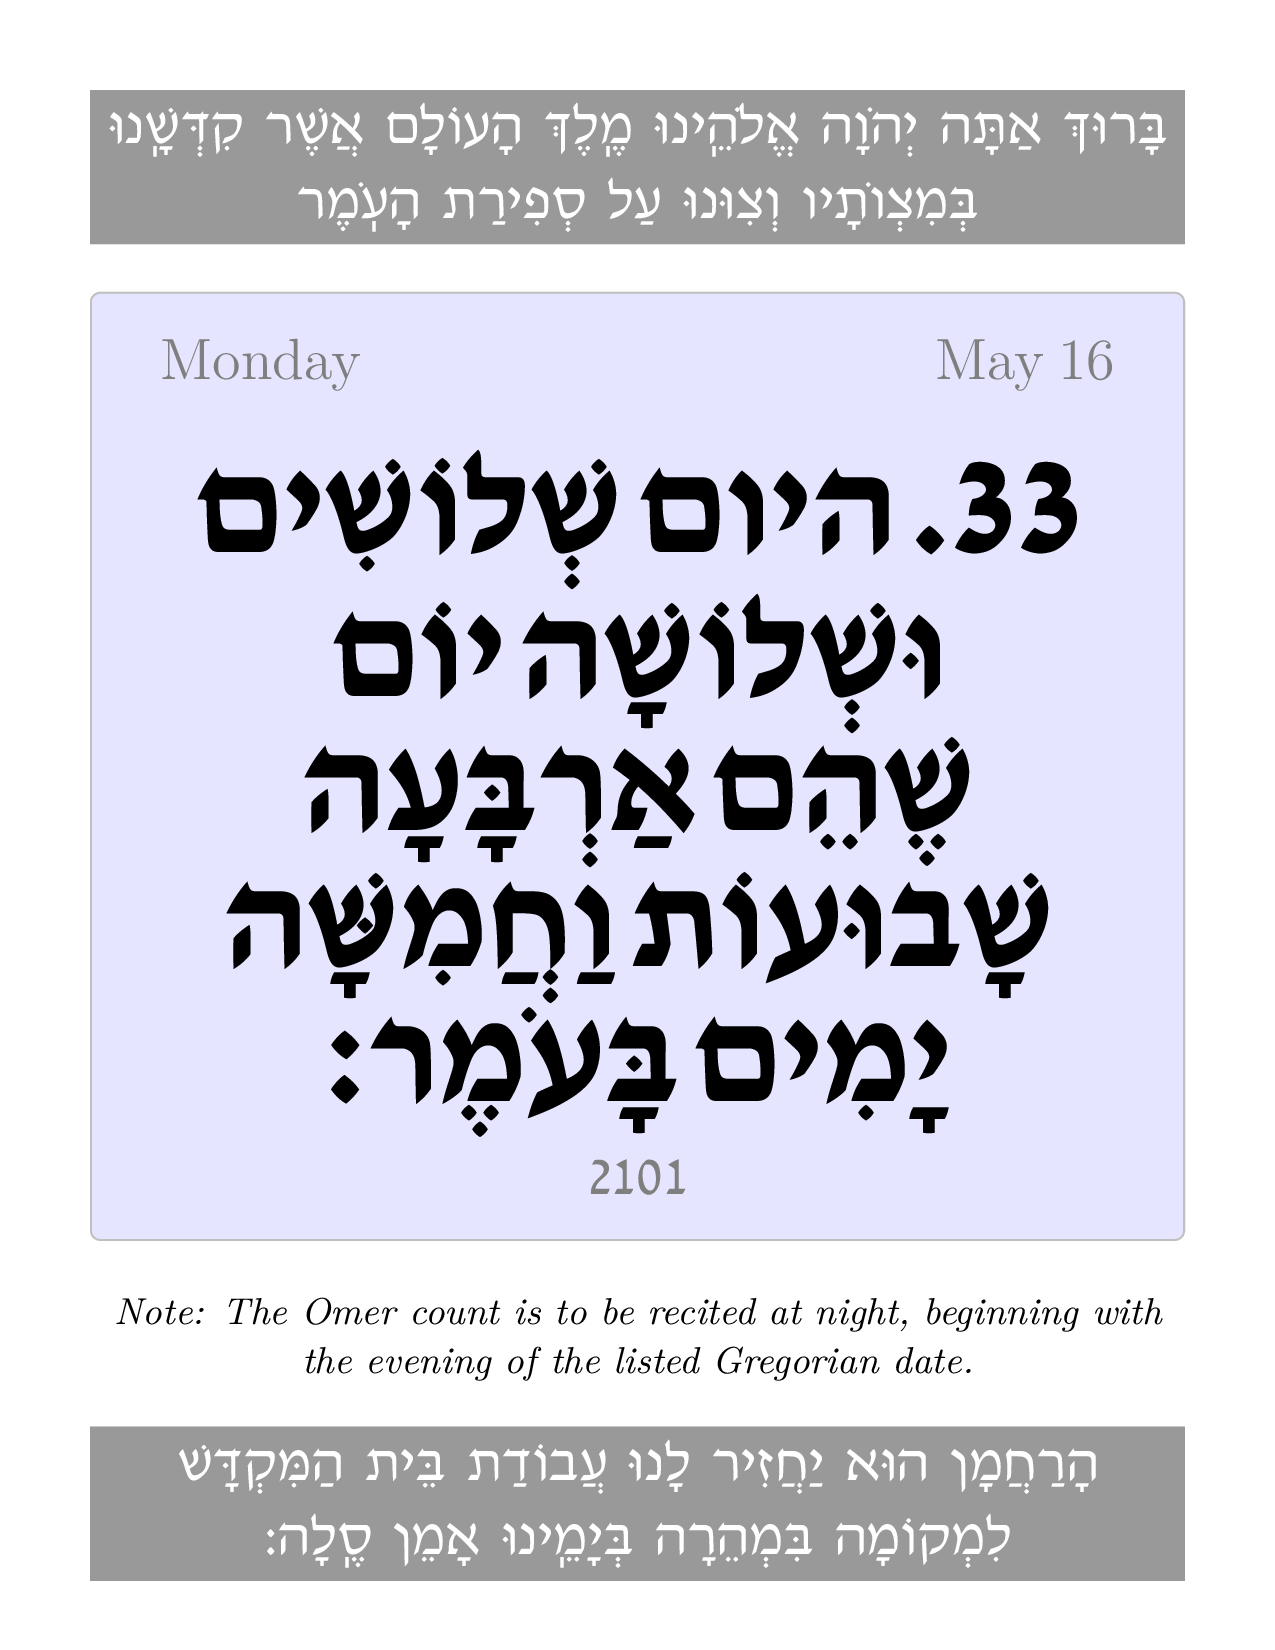 בָּרוּךְ אַתָּה יְהֹוָה אֱלֹהֵֽינוּ מֶֽלֶךְ הָעוֹלָם אֲשֶׁר קִדְּשָֽׁנוּ
בְּמִצְוֹתָיו וְצִוּנוּ עַל סְפִירַת הָעֹֽמֶר
Monday May 16
33. היום שְׁלוֹשִׁים
וּשְׁלוֹשָׁה יוֹם
שֶׁהֵם אַרְבָּעָה
שָׁבוּעוֹת וַחֲמִשָּׁה
יָמִים בָּעֹמֶר:
2101
Note: The Omer count is to be recited at night, beginning with
the evening of the listed Gregorian date.
הָרַחֲמָן הוּא יַחֲזִיר לָנוּ עֲבוֹדַת בֵּית הַמִּקְדָּשׁ
לִמְקוֹמָהּ בִּמְהֵרָה בְּיָמֵֽינוּ אָמֵן סֶֽלָה: